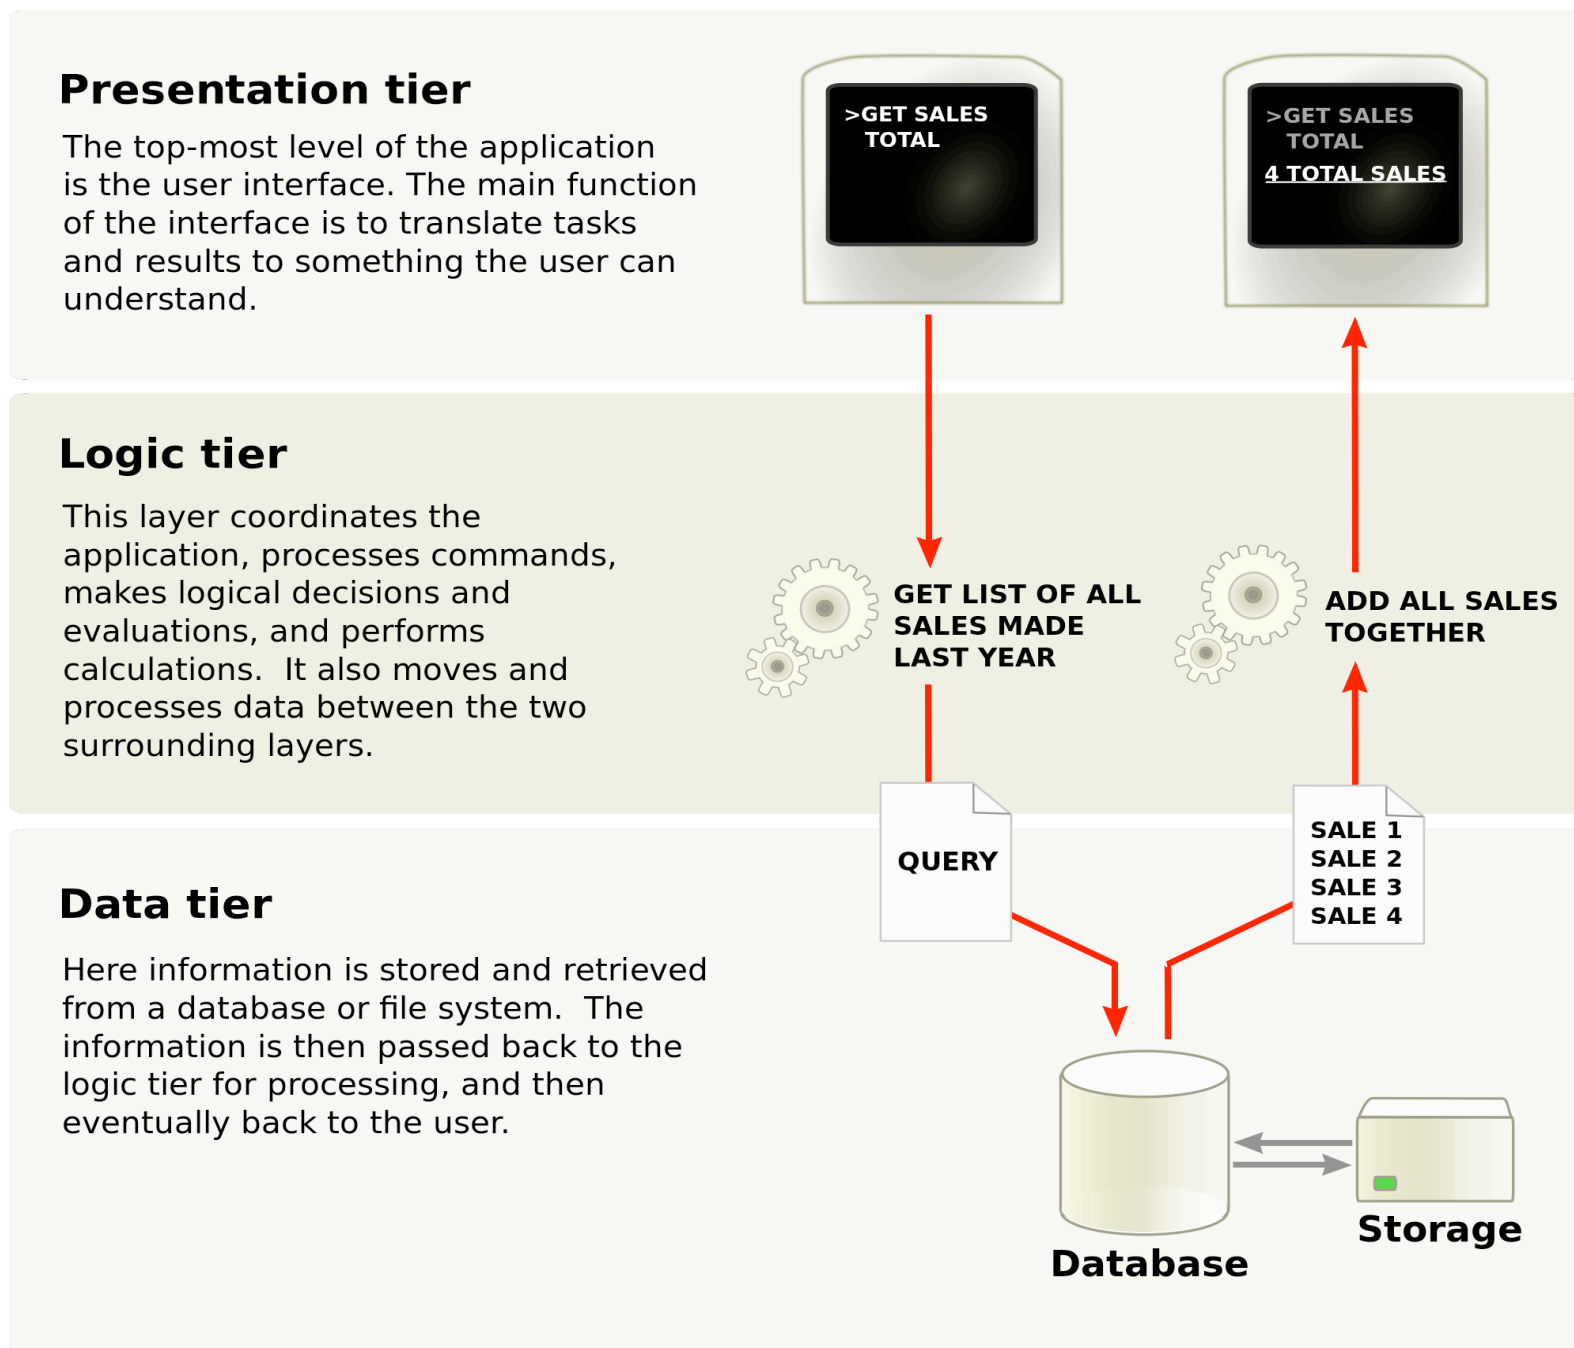 Presentation tier
The top-most level of the application
is the user interface. The main function
of the interface is to translate tasks
and results to something the user can
understand.
>GET SALES
TOTAL
>GET SALES
TOTAL
4 TOTAL SALES
Logic tier
This layer coordinates the
application, processes commands,
makes logical decisions and
evaluations, and performs
calculations.  It also moves and
processes data between the two
surrounding layers.
GET LIST OF ALL
SALES MADE
LAST YEAR
ADD ALL SALES
TOGETHER
QUERY
SALE 1
SALE 2
SALE 3
SALE 4
Data tier
Here information is stored and retrieved
from a database or file system.  The
information is then passed back to the
logic tier for processing, and then
eventually back to the user.
Database
Storage